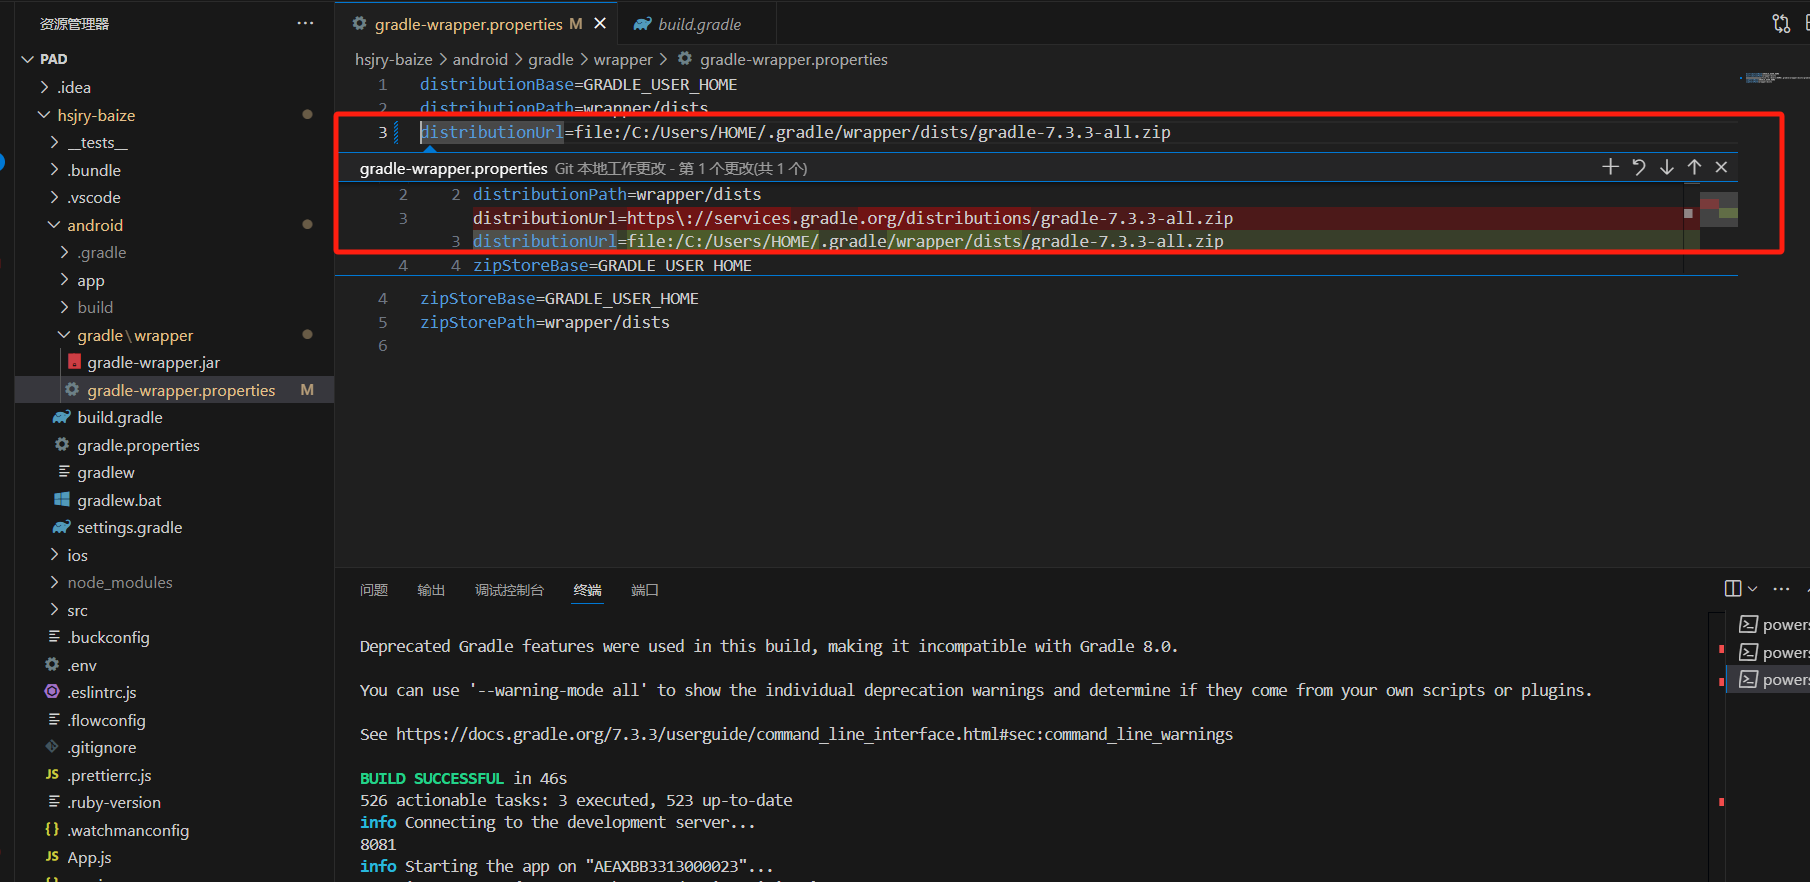 资源管理器
PAD
.idea
hsjry-baize
__tests__
.bundle
.vscode
android
.gradle
app
build
gradle\wrapper
gradle-wrapper.jar
gradle-wrapper.properties M
build.gradle
gradle.properties
gradlew
gradlew.bat
settings.gradle
ios
node_modules
src
.buckconfig
.env
.eslintrc.js
.flowconfig
.gitignore
JS .prettierrc.js
.ruby-version
{} .watchmanconfig
JS App.js
gradle-wrapper.properties M
build.gradle
hsjry-baize > android > gradle > wrapper > gradle-wrapper.properties
1 distributionBase=GRADLE_USER_HOME
2 distributionPath=wrapper/dists
3 distributionUrl=file:/C:/Users/HOME/.gradle/wrapper/dists/gradle-7.3.3-all.zip
gradle-wrapper.properties Git 本地工作更改 - 第 1 个更改(共 1 个)
2 2 distributionPath=wrapper/dists
3 distributionUrl=https\://services.gradle.org/distributions/gradle-7.3.3-all.zip
3 distributionUrl=file:/C:/Users/HOME/.gradle/wrapper/dists/gradle-7.3.3-all.zip
4 4 zipStoreBase=GRADLE_USER_HOME
4 zipStoreBase=GRADLE_USER_HOME
5 zipStorePath=wrapper/dists
6
问题 输出 调试控制台 终端 端口
Deprecated Gradle features were used in this build, making it incompatible with Gradle 8.0.
You can use '--warning-mode all' to show the individual deprecation warnings and determine if they come from your own scripts or plugins.
See https://docs.gradle.org/7.3.3/userguide/command_line_interface.html#sec:command_line_warnings
BUILD SUCCESSFUL in 46s
526 actionable tasks: 3 executed, 523 up-to-date
info Connecting to the development server...
8081
info Starting the app on "AEAXBB3313000023"...
powers
powers
powers